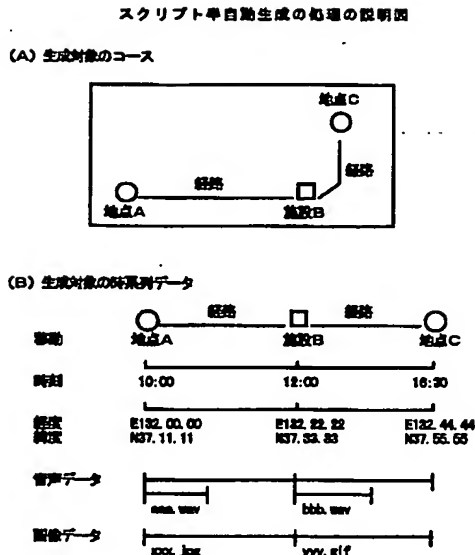 スクリプト半自動生成の処理の説明図
(A) 生成対象のコース
地点C
経路
経路
地点A
施設B
(B) 生成対象の時系列データ
経路 経路
移動 地点A 施設B 地点C
時刻 10:00 12:00 16:30
経度 E132.00.00 E132.22.22 E132.44.44
緯度 N37.11.11 N37.33.33 N37.55.55
音声データ
aaa.wav bbb.wav
画像データ
xxx.jpg yyy.gif